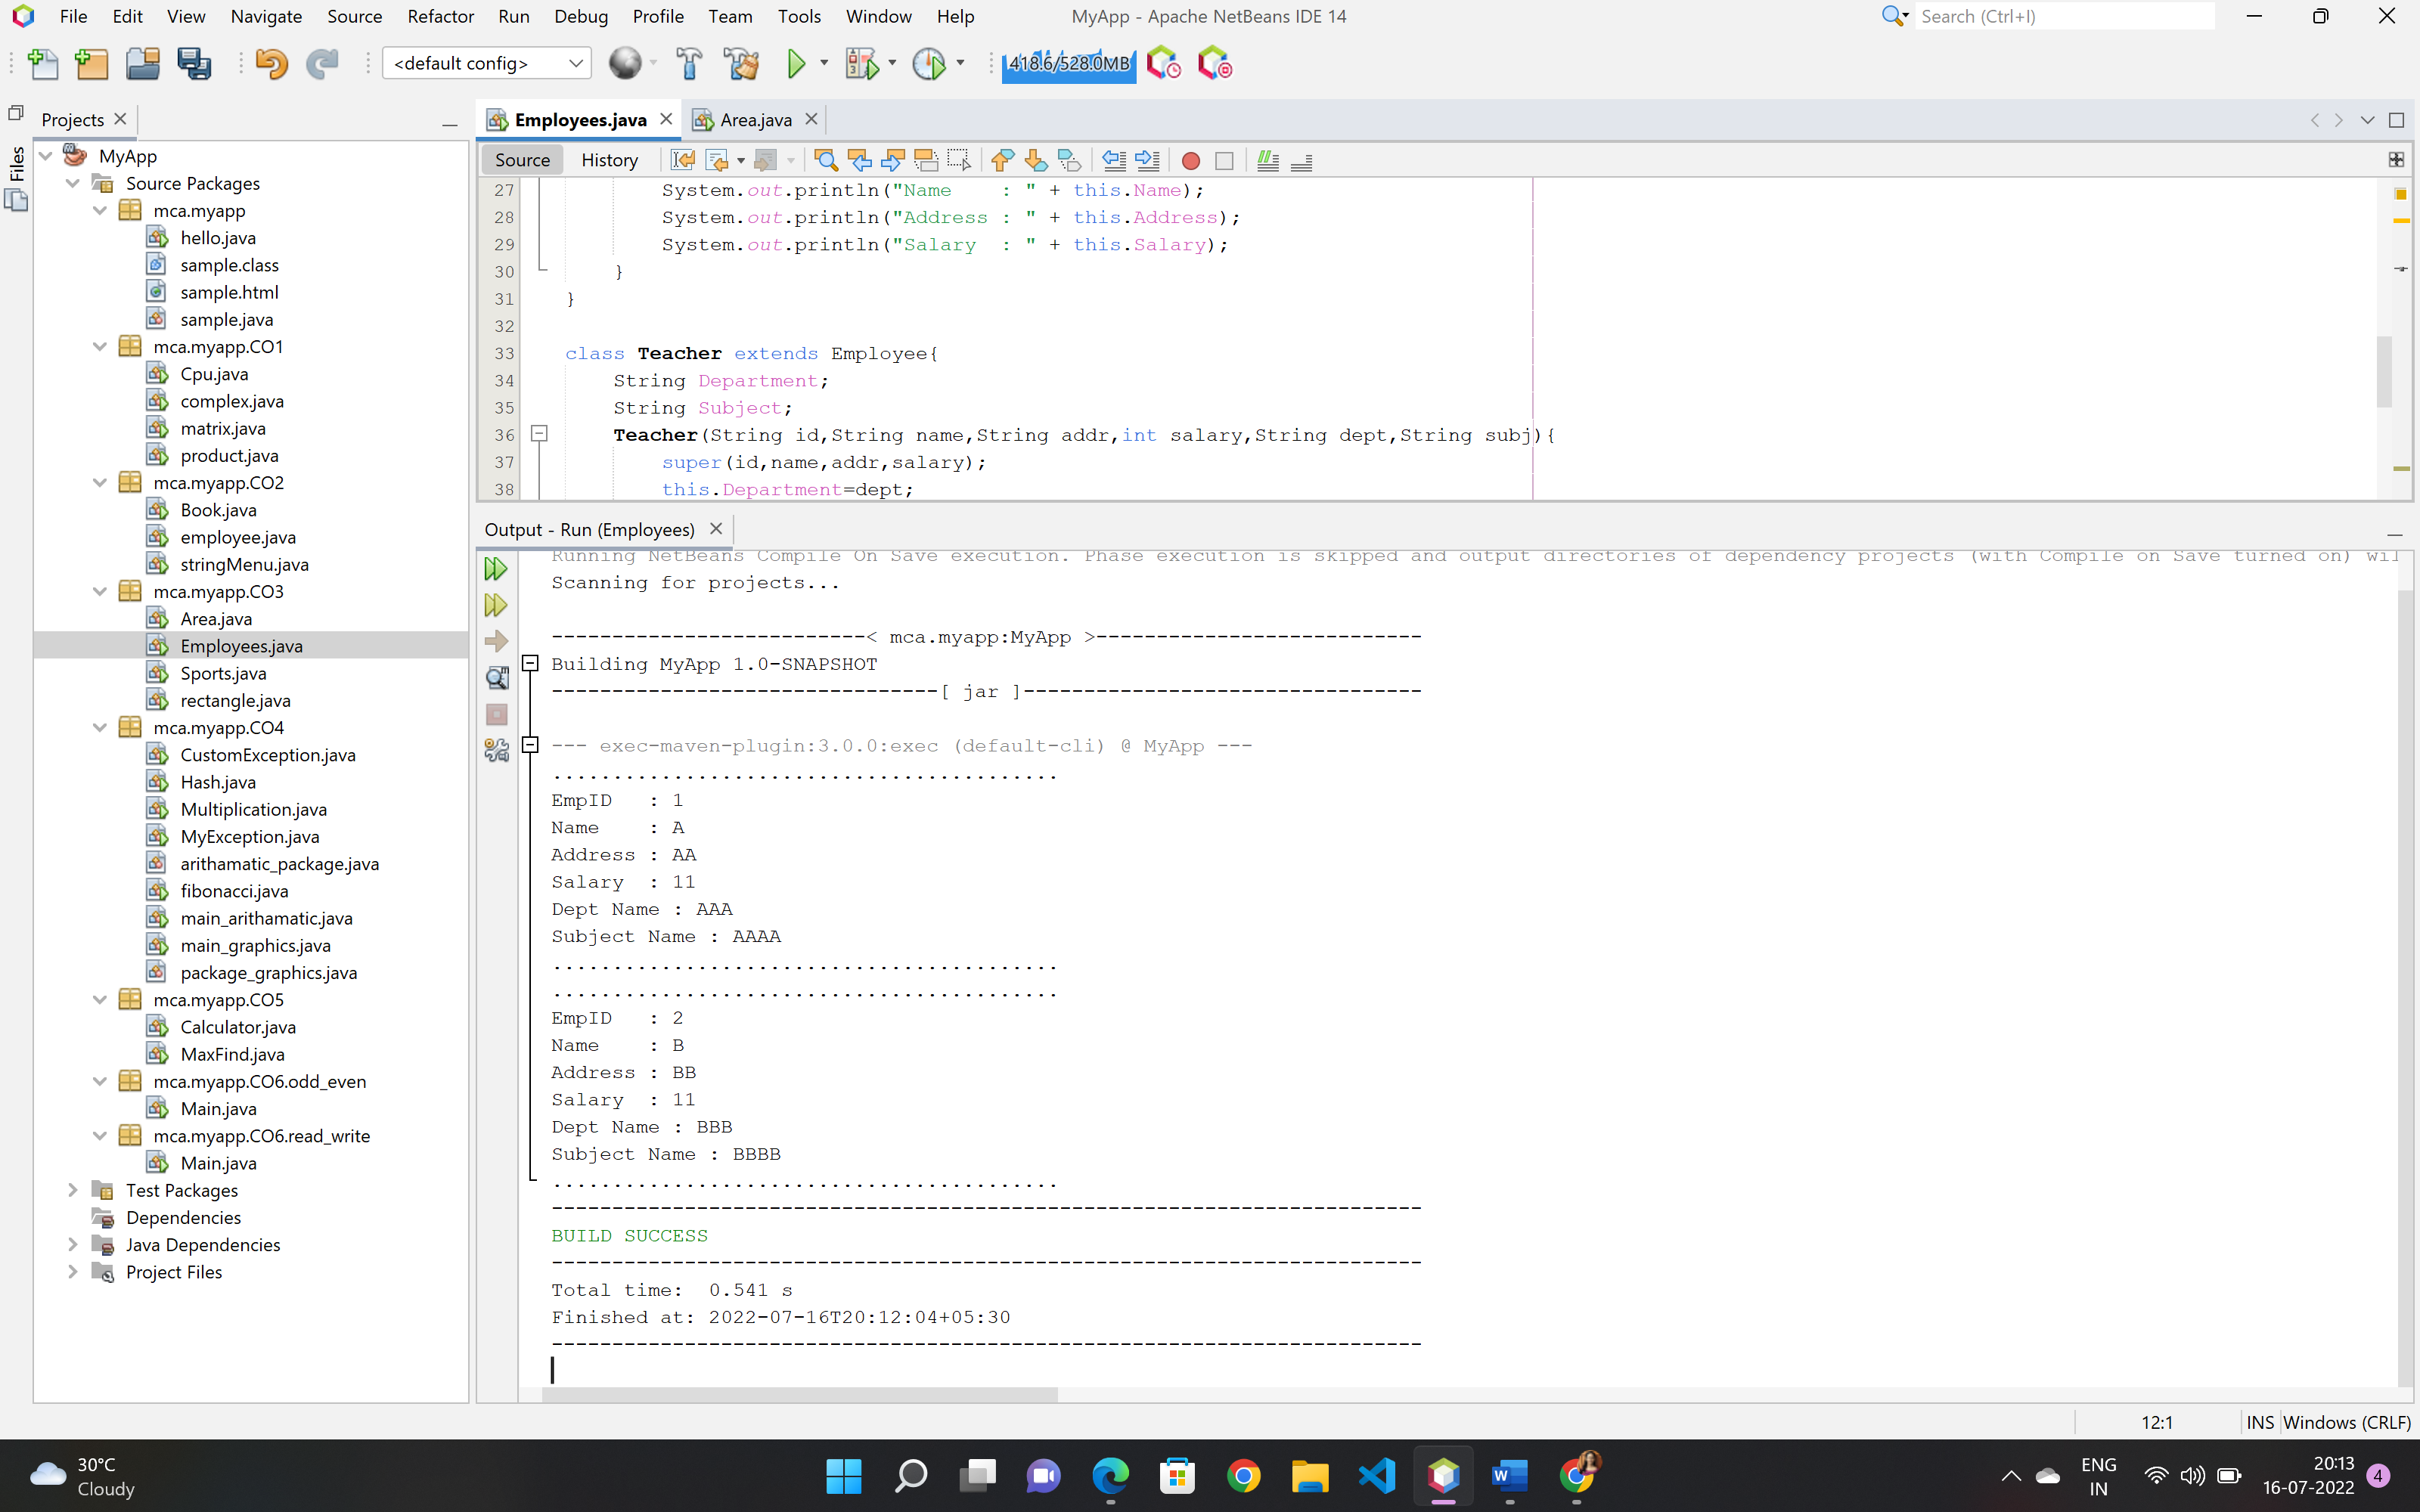 File Edit View Navigate Source Refactor Run Debug Profile Team Tools Window Help MyApp - Apache NetBeans IDE 14 Search (Ctrl+I)
<default config> 418.6/528.0MB
Files
Projects
MyApp
Source Packages
mca.myapp
hello.java
sample.class
sample.html
sample.java
mca.myapp.CO1
Cpu.java
complex.java
matrix.java
product.java
mca.myapp.CO2
Book.java
employee.java
stringMenu.java
mca.myapp.CO3
Area.java
Employees.java
Sports.java
rectangle.java
mca.myapp.CO4
CustomException.java
Hash.java
Multiplication.java
MyException.java
arithamatic_package.java
fibonacci.java
main_arithamatic.java
main_graphics.java
package_graphics.java
mca.myapp.CO5
Calculator.java
MaxFind.java
mca.myapp.CO6.odd_even
Main.java
mca.myapp.CO6.read_write
Main.java
Test Packages
Dependencies
Java Dependencies
Project Files
Employees.java Area.java
Source History
27 System.out.println("Name    : " + this.Name);
28 System.out.println("Address : " + this.Address);
29 System.out.println("Salary  : " + this.Salary);
30 }
31 }
32
33 class Teacher extends Employee{
34 String Department;
35 String Subject;
36 Teacher(String id,String name,String addr,int salary,String dept,String subj){
37 super(id,name,addr,salary);
38 this.Department=dept;
Output - Run (Employees)
Running NetBeans Compile On Save execution. Phase execution is skipped and output directories of dependency projects (with Compile on Save turned on) wil
Scanning for projects...
--------------------------< mca.myapp:MyApp >---------------------------
Building MyApp 1.0-SNAPSHOT
--------------------------------[ jar ]---------------------------------
--- exec-maven-plugin:3.0.0:exec (default-cli) @ MyApp ---
..........................................
EmpID   : 1
Name    : A
Address : AA
Salary  : 11
Dept Name : AAA
Subject Name : AAAA
..........................................
..........................................
EmpID   : 2
Name    : B
Address : BB
Salary  : 11
Dept Name : BBB
Subject Name : BBBB
..........................................
------------------------------------------------------------------------
BUILD SUCCESS
------------------------------------------------------------------------
Total time:  0.541 s
Finished at: 2022-07-16T20:12:04+05:30
------------------------------------------------------------------------
12:1 INS Windows (CRLF)
30°C
Cloudy
ENG
IN
20:13
16-07-2022
4